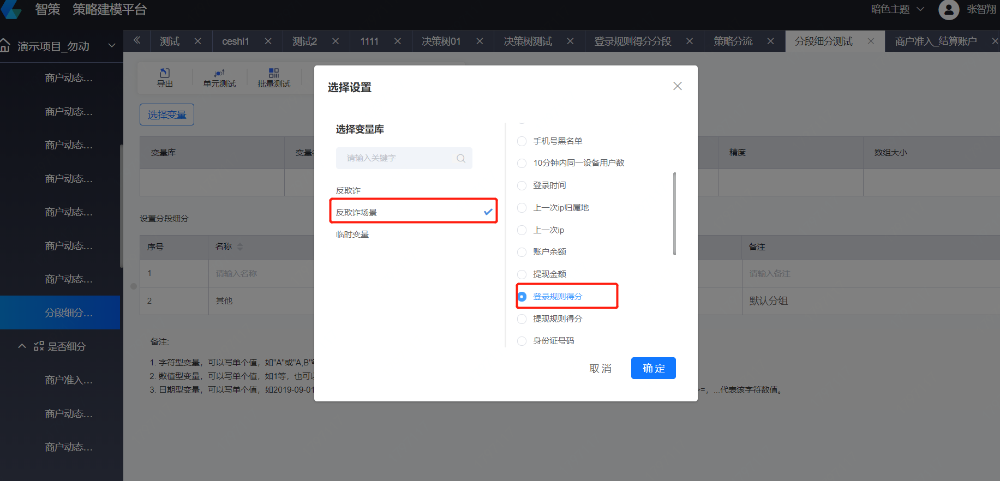 智策 策略建模平台
暗色主题
张智翔
演示项目_勿动
测试
ceshi1
测试2
1111
决策树01
决策树测试
登录规则得分分段
策略分流
分段细分测试
商户准入_结算账户
商户动态...
商户动态...
商户动态...
商户动态...
商户动态...
商户动态...
商户动态...
分段细分...
是否细分
商户准入...
商户动态...
商户动态...
导出
单元测试
批量测试
选择变量
变量库
变量
精度
数组大小
设置分段细分
序号
名称
备注
1
请输入名称
请输入备注
2
其他
默认分组
备注:
1. 字符型变量，可以写单个值，如"A"或"A,B"
2. 数值型变量，可以写单个值，如1等，也可
3. 日期型变量，可以写单个值，如2019-09-01
>=，...代表该字符数值。
选择设置
选择变量库
请输入关键字
反欺诈
反欺诈场景
临时变量
手机号黑名单
10分钟内同一设备用户数
登录时间
上一次ip归属地
上一次ip
账户余额
提现金额
登录规则得分
提现规则得分
身份证号码
取消
确定